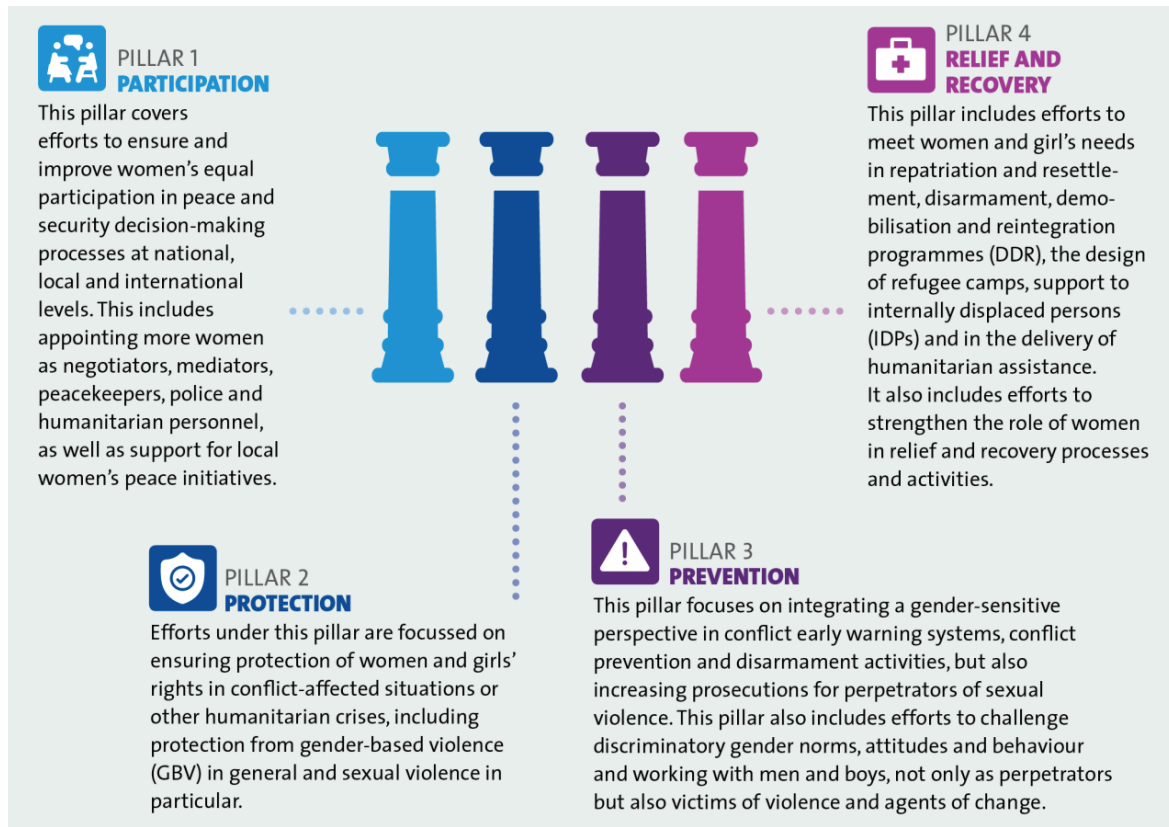 PILLAR 1
PARTICIPATION
This pillar covers
efforts to ensure and
improve women’s equal
participation in peace and
security decision-making
processes at national,
local and international
levels. This includes
appointing more women
as negotiators, mediators,
peacekeepers, police and
humanitarian personnel,
as well as support for local
women’s peace initiatives.
PILLAR 2
PROTECTION
Efforts under this pillar are focussed on
ensuring protection of women and girls’
rights in conflict-affected situations or
other humanitarian crises, including
protection from gender-based violence
(GBV) in general and sexual violence in
particular.
PILLAR 3
PREVENTION
This pillar focuses on integrating a gender-sensitive
perspective in conflict early warning systems, conflict
prevention and disarmament activities, but also
increasing prosecutions for perpetrators of sexual
violence. This pillar also includes efforts to challenge
discriminatory gender norms, attitudes and behaviour
and working with men and boys, not only as perpetrators
but also victims of violence and agents of change.
PILLAR 4
RELIEF AND
RECOVERY
This pillar includes efforts to
meet women and girl’s needs
in repatriation and resettle-
ment, disarmament, demo-
bilisation and reintegration
programmes (DDR), the design
of refugee camps, support to
internally displaced persons
(IDPs) and in the delivery of
humanitarian assistance.
It also includes efforts to
strengthen the role of women
in relief and recovery processes
and activities.